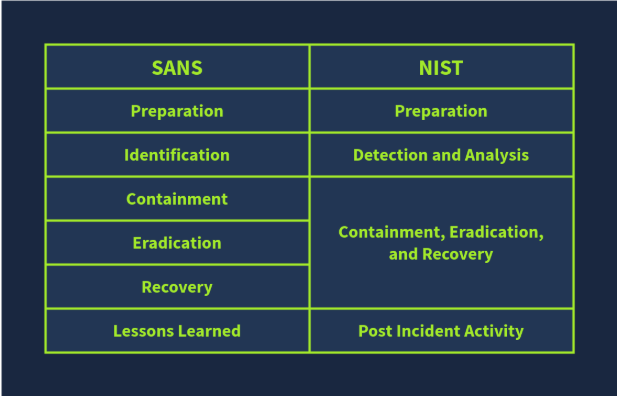 SANS
NIST
Preparation
Preparation
Identification
Detection and Analysis
Containment
Containment, Eradication,
and Recovery
Eradication
Recovery
Lessons Learned
Post Incident Activity